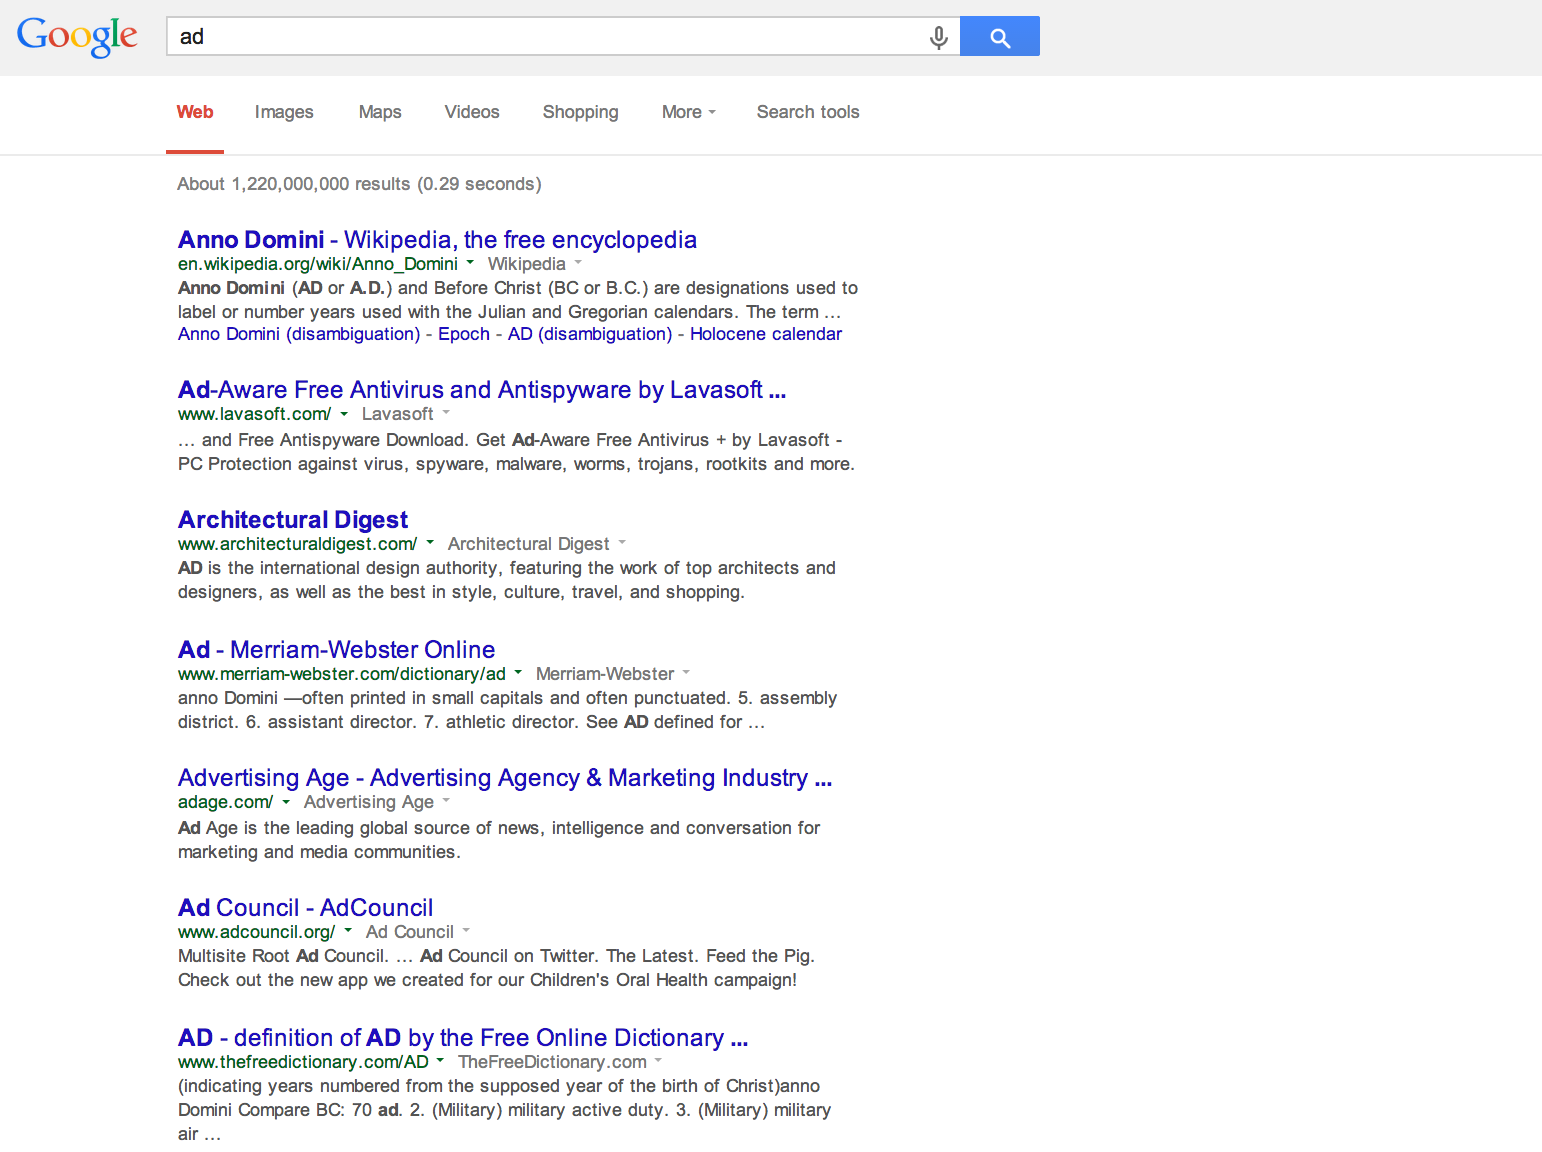 Google
ad
Web Images Maps Videos Shopping More Search tools
About 1,220,000,000 results (0.29 seconds)
Anno Domini - Wikipedia, the free encyclopedia
en.wikipedia.org/wiki/Anno_Domini Wikipedia
Anno Domini (AD or A.D.) and Before Christ (BC or B.C.) are designations used to
label or number years used with the Julian and Gregorian calendars. The term ...
Anno Domini (disambiguation) - Epoch - AD (disambiguation) - Holocene calendar
Ad-Aware Free Antivirus and Antispyware by Lavasoft ...
www.lavasoft.com/ Lavasoft
... and Free Antispyware Download. Get Ad-Aware Free Antivirus + by Lavasoft -
PC Protection against virus, spyware, malware, worms, trojans, rootkits and more.
Architectural Digest
www.architecturaldigest.com/ Architectural Digest
AD is the international design authority, featuring the work of top architects and
designers, as well as the best in style, culture, travel, and shopping.
Ad - Merriam-Webster Online
www.merriam-webster.com/dictionary/ad Merriam-Webster
anno Domini —often printed in small capitals and often punctuated. 5. assembly
district. 6. assistant director. 7. athletic director. See AD defined for ...
Advertising Age - Advertising Agency & Marketing Industry ...
adage.com/ Advertising Age
Ad Age is the leading global source of news, intelligence and conversation for
marketing and media communities.
Ad Council - AdCouncil
www.adcouncil.org/ Ad Council
Multisite Root Ad Council. ... Ad Council on Twitter. The Latest. Feed the Pig.
Check out the new app we created for our Children's Oral Health campaign!
AD - definition of AD by the Free Online Dictionary ...
www.thefreedictionary.com/AD TheFreeDictionary.com
(indicating years numbered from the supposed year of the birth of Christ)anno
Domini Compare BC: 70 ad. 2. (Military) military active duty. 3. (Military) military
air ...